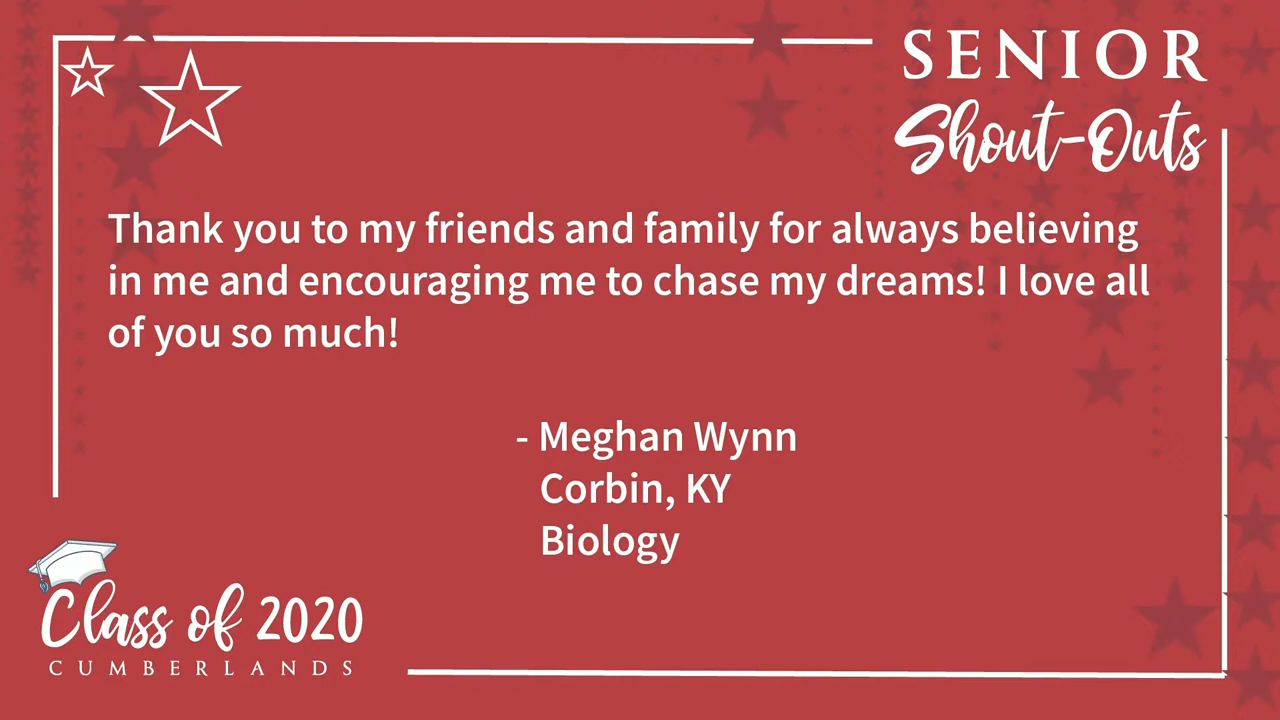 SENIOR
Shout-Outs
Thank you to my friends and family for always believing
in me and encouraging me to chase my dreams! I love all
of you so much!
- Meghan Wynn
Corbin, KY
Biology
Class of 2020
CUMBERLANDS